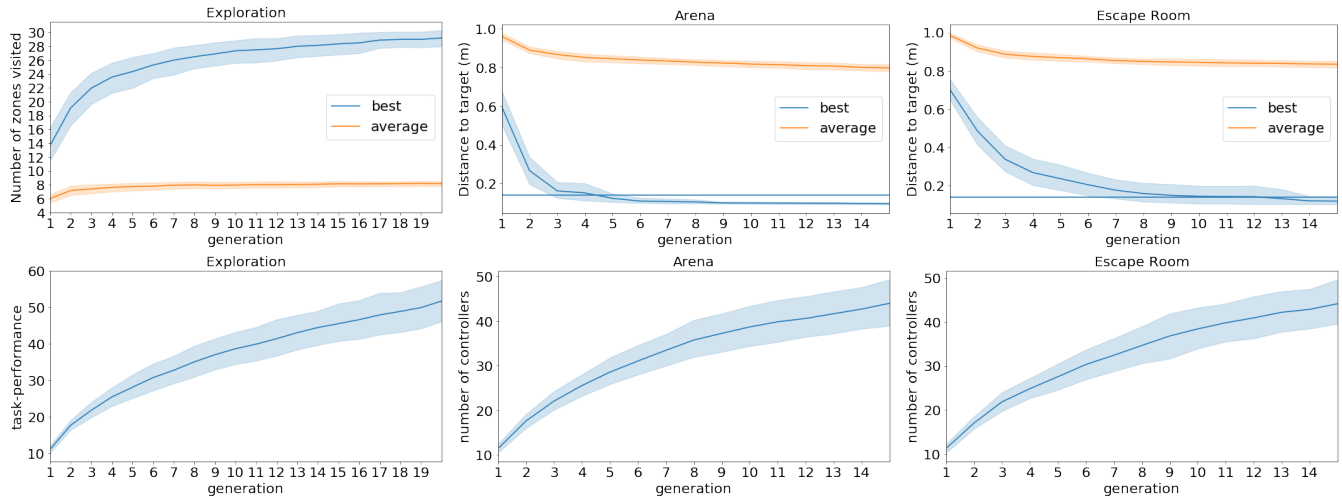 Exploration
Number of zones visited
30
28
26
24
22
20
18
16
14
12
10
8
6
4
best
average
1 2 3 4 5 6 7 8 9 10 11 12 13 14 15 16 17 18 19
generation
Arena
Distance to target (m)
1.0
0.8
0.6
0.4
0.2
best
average
1 2 3 4 5 6 7 8 9 10 11 12 13 14
generation
Escape Room
Distance to target (m)
1.0
0.8
0.6
0.4
0.2
best
average
1 2 3 4 5 6 7 8 9 10 11 12 13 14
generation
Exploration
task-performance
60
50
40
30
20
10
1 2 3 4 5 6 7 8 9 10 11 12 13 14 15 16 17 18 19
generation
Arena
number of controllers
50
40
30
20
10
1 2 3 4 5 6 7 8 9 10 11 12 13 14
generation
Escape Room
number of controllers
50
40
30
20
10
1 2 3 4 5 6 7 8 9 10 11 12 13 14
generation